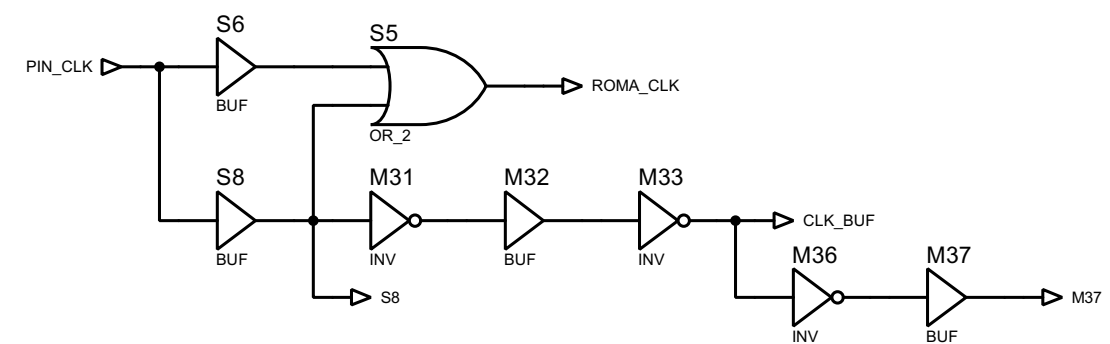 S6
S5
PIN_CLK
ROMA_CLK
BUF
OR_2
S8
M31
M32
M33
CLK_BUF
BUF
INV
BUF
INV
M36
M37
S8
M37
INV
BUF